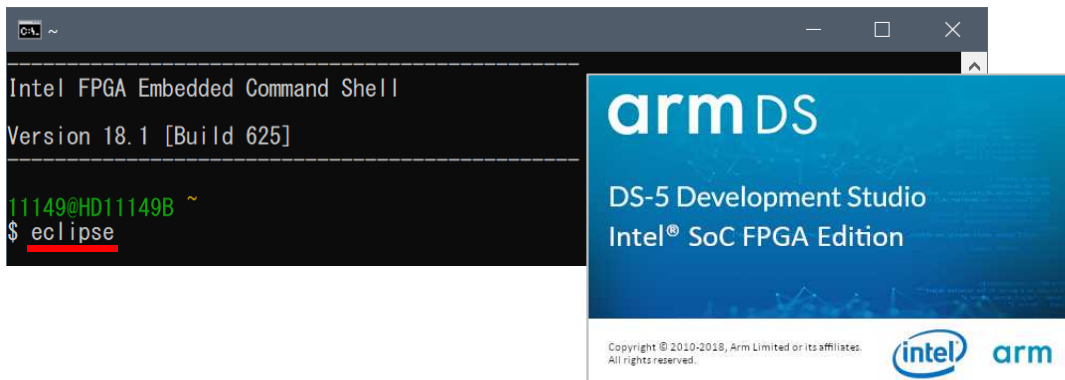 ~
Intel FPGA Embedded Command Shell
Version 18.1 [Build 625]
11149@HD11149B ~
$ eclipse
arm DS
DS-5 Development Studio
Intel® SoC FPGA Edition
Copyright © 2010-2018, Arm Limited or its affiliates.
All rights reserved.
intel arm